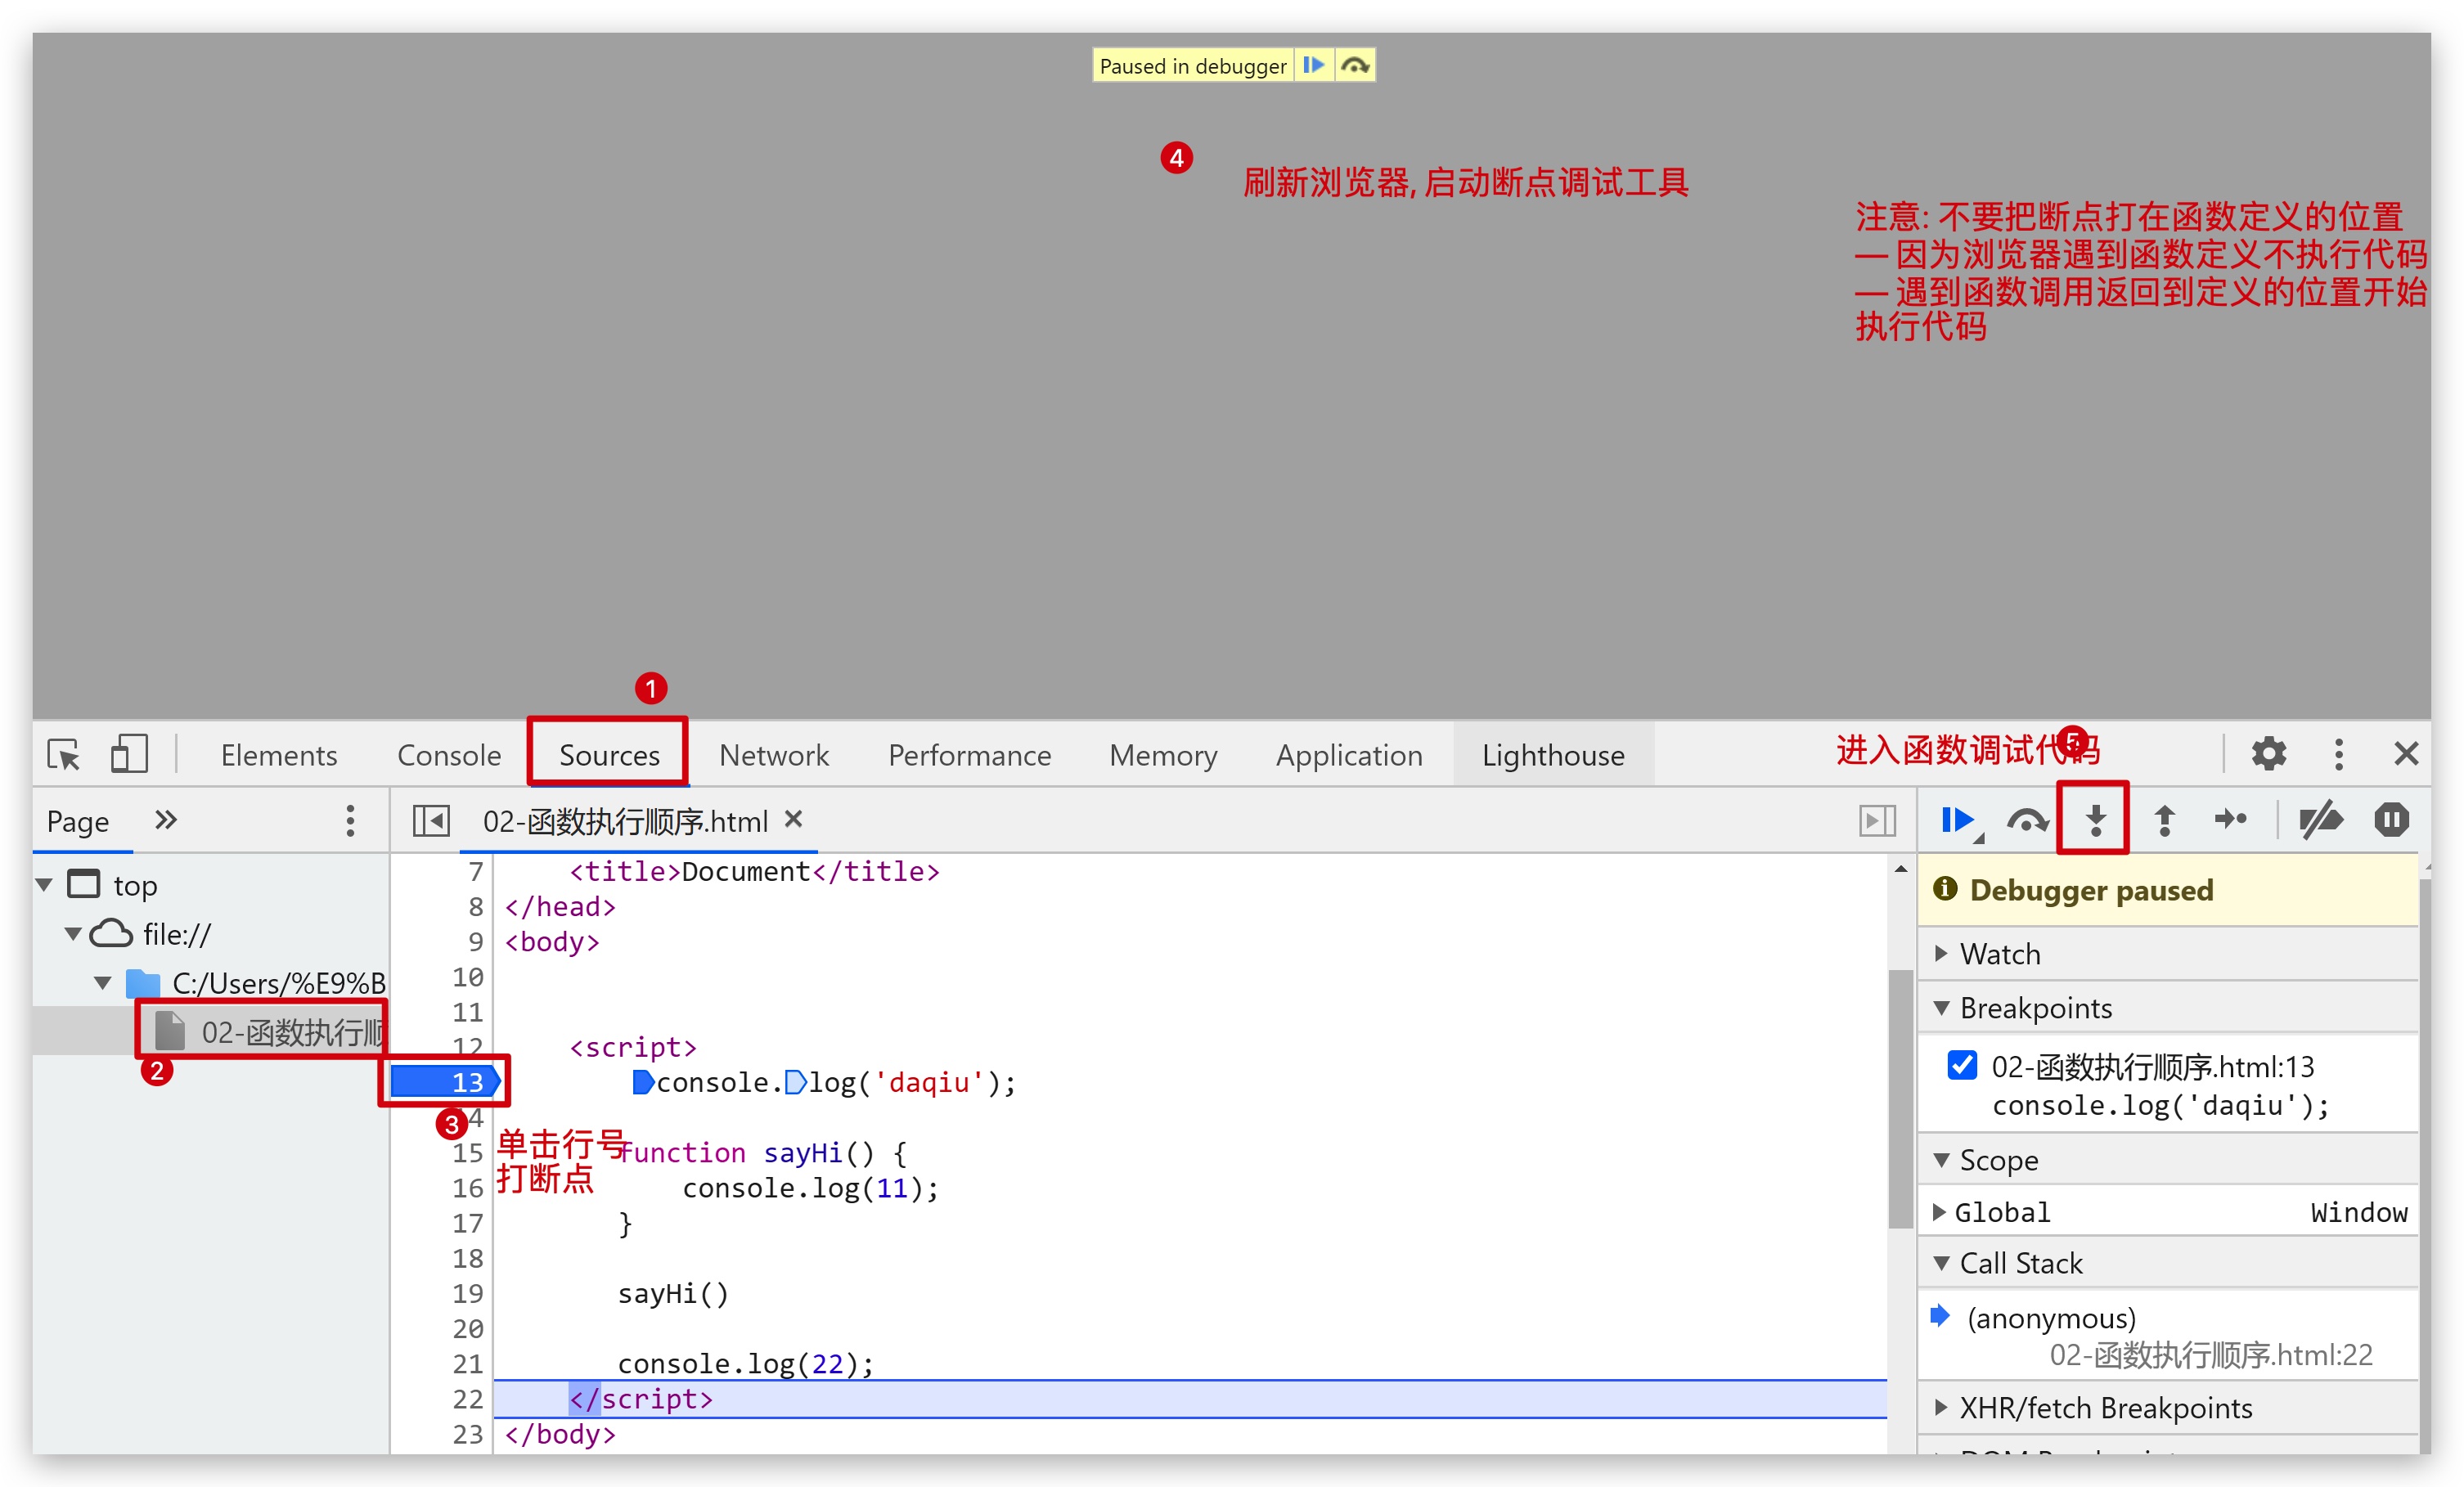 Paused in debugger
4
刷新浏览器, 启动断点调试工具
注意: 不要把断点打在函数定义的位置
— 因为浏览器遇到函数定义不执行代码
— 遇到函数调用返回到定义的位置开始
执行代码
1
Elements Console Sources Network Performance Memory Application Lighthouse
进入函数调试代码
5
Page
02-函数执行顺序.html
top
file://
C:/Users/%E9%B
02-函数执行顺
2
7 <title>Document</title>
8 </head>
9 <body>
10
11
12 <script>
13 console.log('daqiu');
3
4
单击行号
打断点
15 function sayHi() {
16 console.log(11);
17 }
18
19 sayHi()
20
21 console.log(22);
22 </script>
23 </body>
Debugger paused
Watch
Breakpoints
02-函数执行顺序.html:13
console.log('daqiu');
Scope
Global Window
Call Stack
(anonymous)
02-函数执行顺序.html:22
XHR/fetch Breakpoints